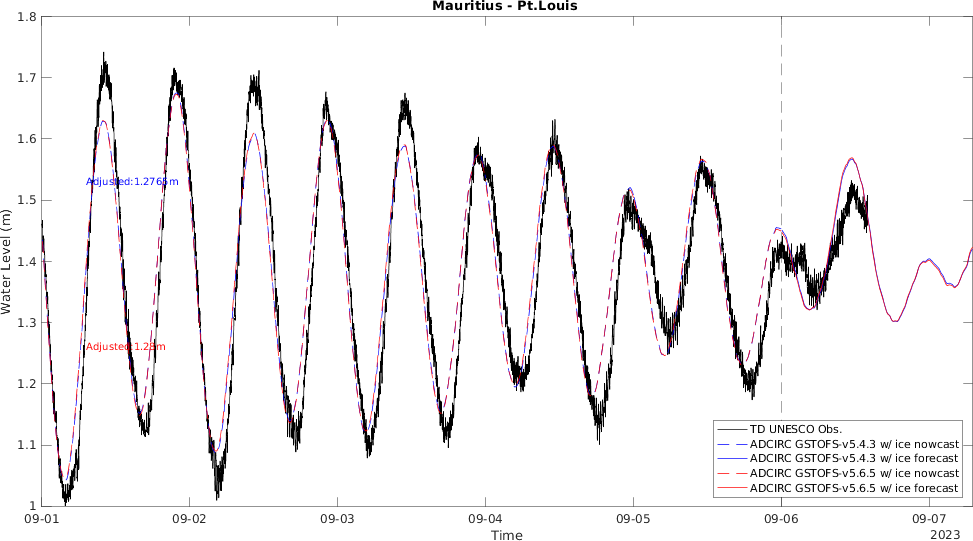 Mauritius - Pt.Louis
1.8
1.7
1.6
1.5
1.4
1.3
1.2
1.1
1
Water Level (m)
Adjusted:1.2765m
Adjusted:1.28m
TD UNESCO Obs.
ADCIRC GSTOFS-v5.4.3 w/ ice nowcast
ADCIRC GSTOFS-v5.4.3 w/ ice forecast
ADCIRC GSTOFS-v5.6.5 w/ ice nowcast
ADCIRC GSTOFS-v5.6.5 w/ ice forecast
09-01 09-02 09-03 09-04 09-05 09-06 09-07
Time
2023